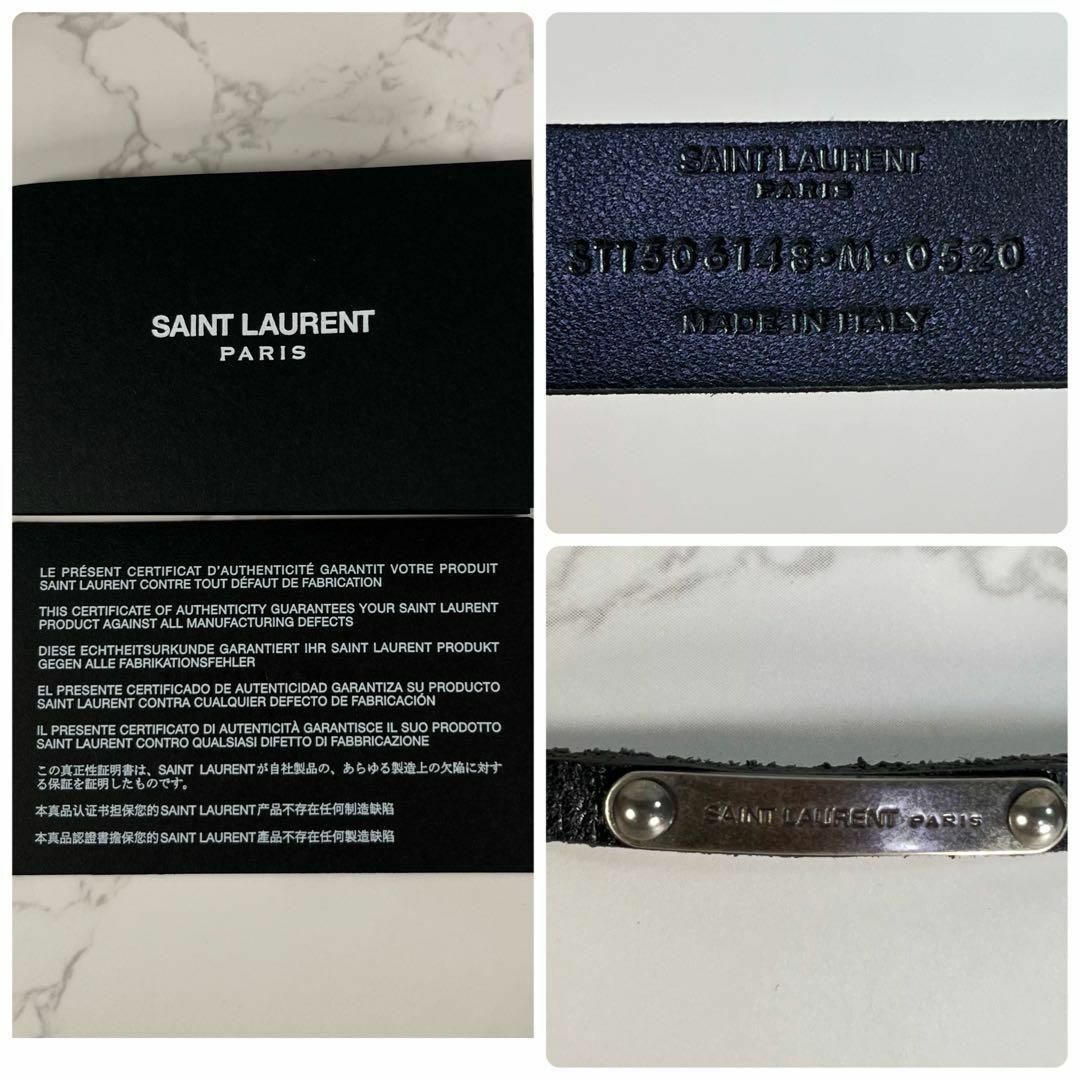 SAINT LAURENT
PARIS
LE PRÉSENT CERTIFICAT D'AUTHENTICITÉ GARANTIT VOTRE PRODUIT
SAINT LAURENT CONTRE TOUT DÉFAUT DE FABRICATION
THIS CERTIFICATE OF AUTHENTICITY GUARANTEES YOUR SAINT LAURENT
PRODUCT AGAINST ALL MANUFACTURING DEFECTS
DIESE ECHTHEITSURKUNDE GARANTIERT IHR SAINT LAURENT PRODUKT
GEGEN ALLE FABRIKATIONSFEHLER
EL PRESENTE CERTIFICADO DE AUTENTICIDAD GARANTIZA SU PRODUCTO
SAINT LAURENT CONTRA CUALQUIER DEFECTO DE FABRICACIÓN
IL PRESENTE CERTIFICATO DI AUTENTICITÀ GARANTISCE IL SUO PRODOTTO
SAINT LAURENT CONTRO QUALSIASI DIFETTO DI FABBRICAZIONE
この真正性証明書は、SAINT LAURENTが自社製品の、あらゆる製造上の欠陥に対す
る保証を証明したものです。
本真品认证书担保您的SAINT LAURENT产品不存在任何制造缺陷
本真品認證書擔保您的SAINT LAURENT產品不存在任何製造缺陷
SAINT LAURENT
PARIS
STT506148·M·0520
MADE IN ITALY
SAINT LAURENT PARIS